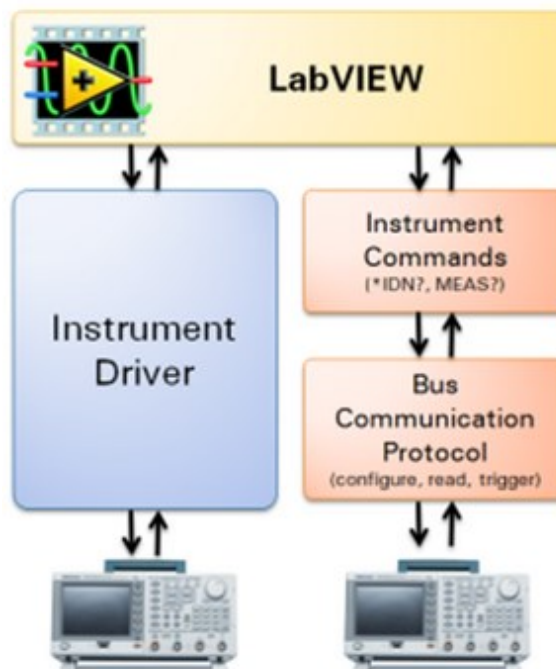 LabVIEW
Instrument
Driver
Instrument
Commands
(*IDN?, MEAS?)
Bus
Communication
Protocol
(configure, read, trigger)